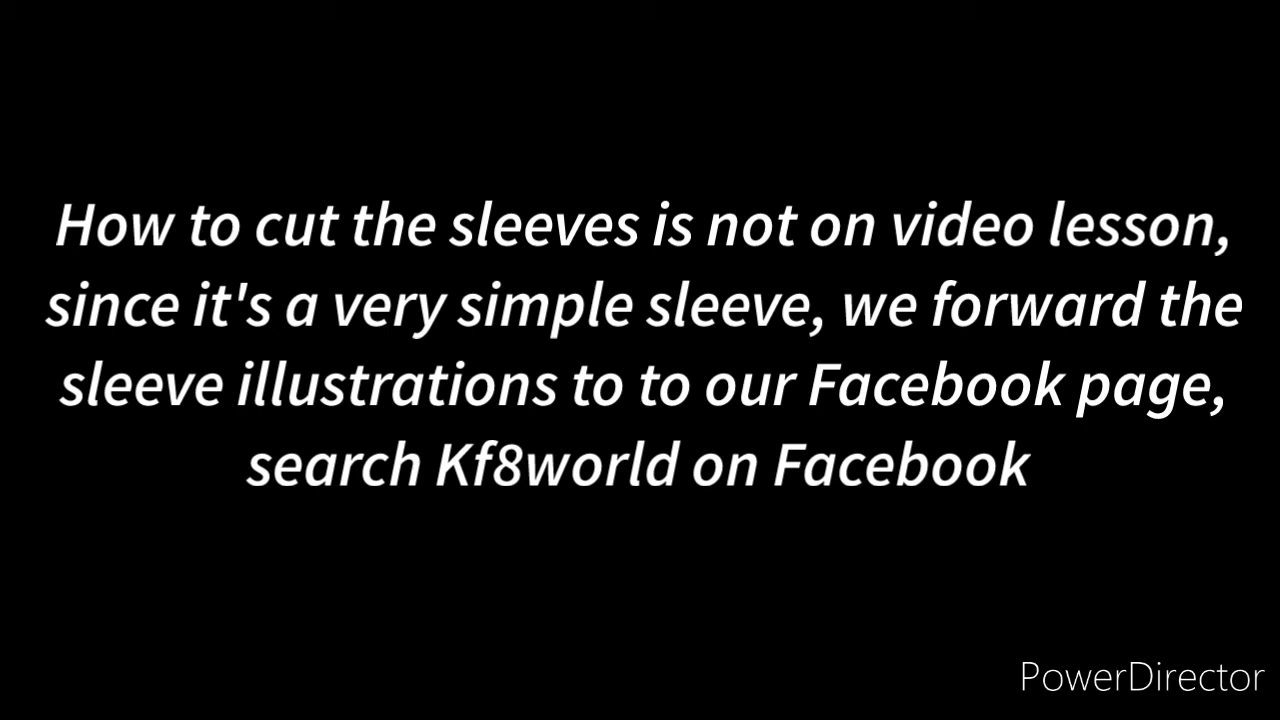 How to cut the sleeves is not on video lesson,
since it's a very simple sleeve, we forward the
sleeve illustrations to to our Facebook page,
search Kf8world on Facebook
PowerDirector